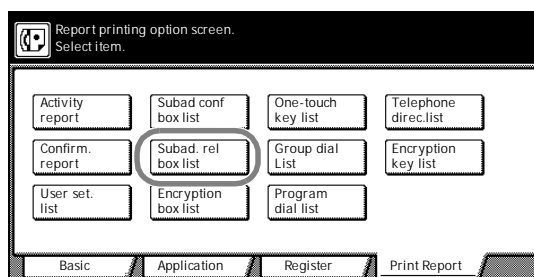 Report printing option screen.
Select item.
Activity
report
Subad conf
box list
One-touch
key list
Telephone
direc.list
Confirm.
report
Subad. rel
box list
Group dial
List
Encryption
key list
User set.
list
Encryption
box list
Program
dial list
Basic
Application
Register
Print Report